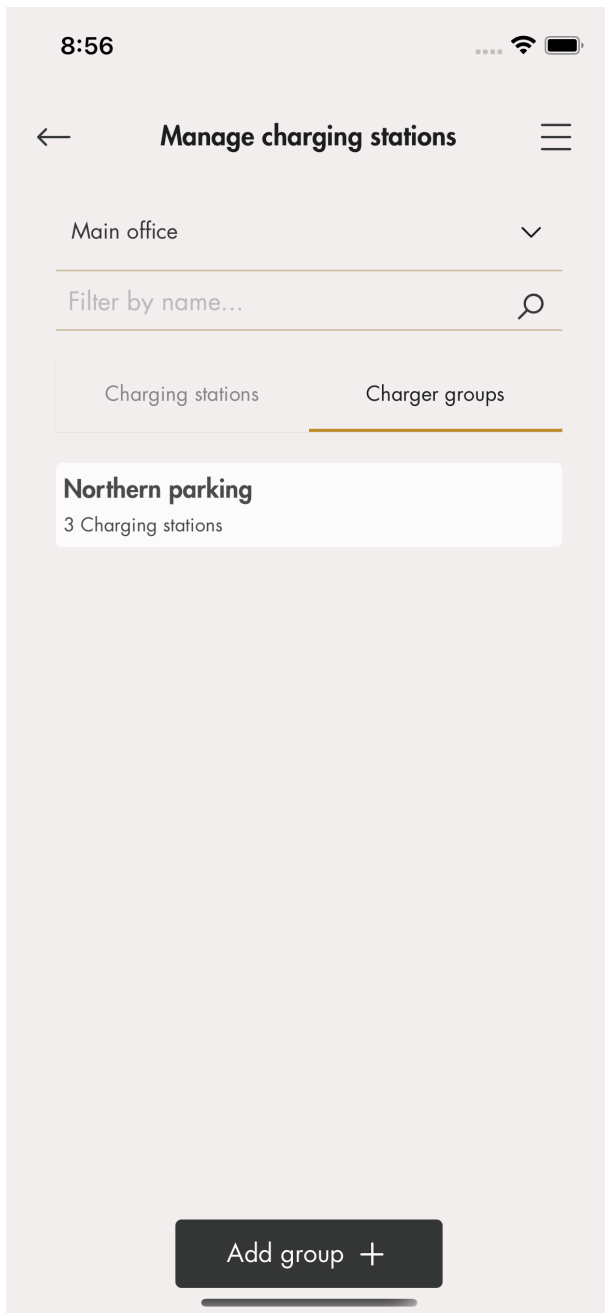 8:56
Manage charging stations
Main office
Filter by name...
Charging stations
Charger groups
Northern parking
3 Charging stations
Add group